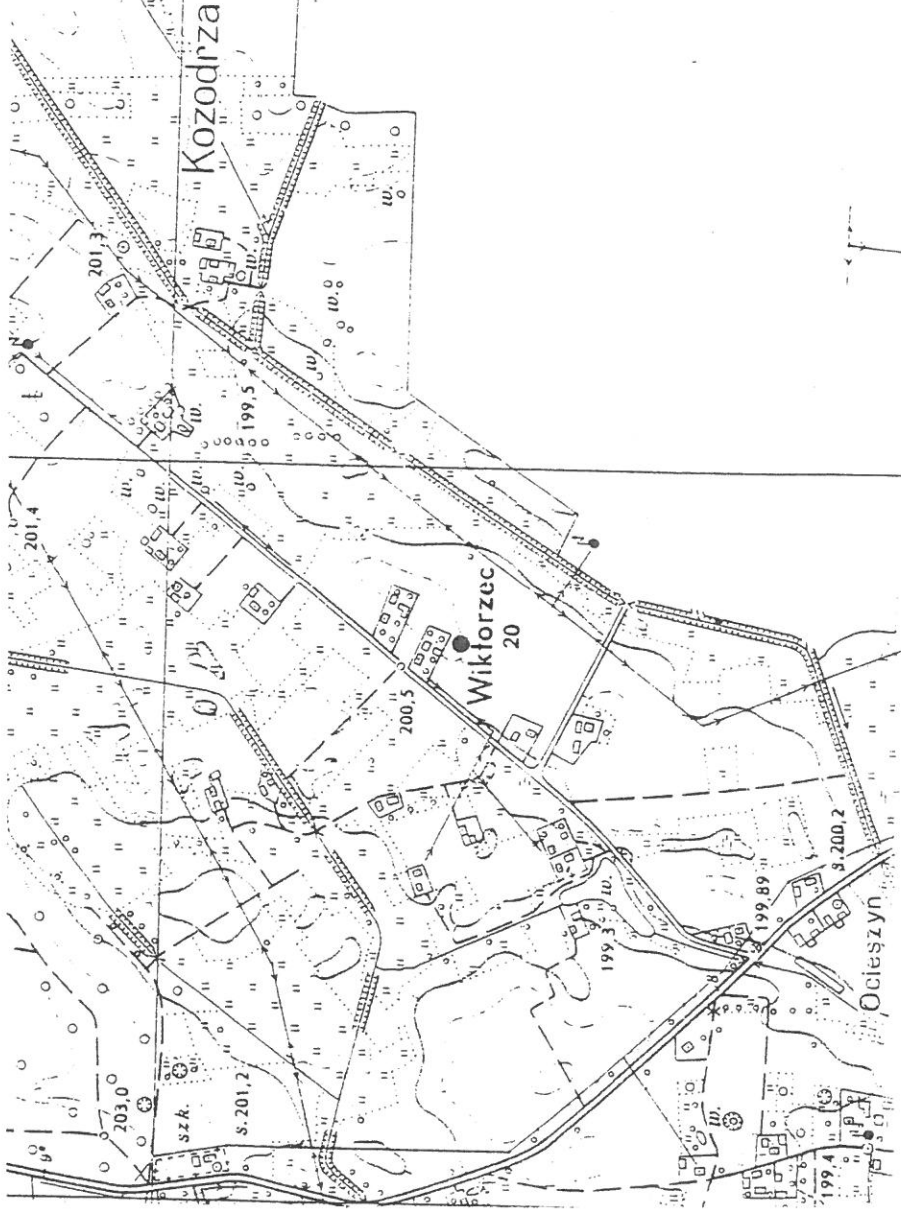 Kozodrza
201,3
w.
w.
w.
w.
199,5
w.
w.
w.
w.
w.
201,4
Wiktorzec
20
200,5
w.
199,3
s.200,2
199,89
Ocieszyn
203,0
szk.
s.201,2
w.
199,4